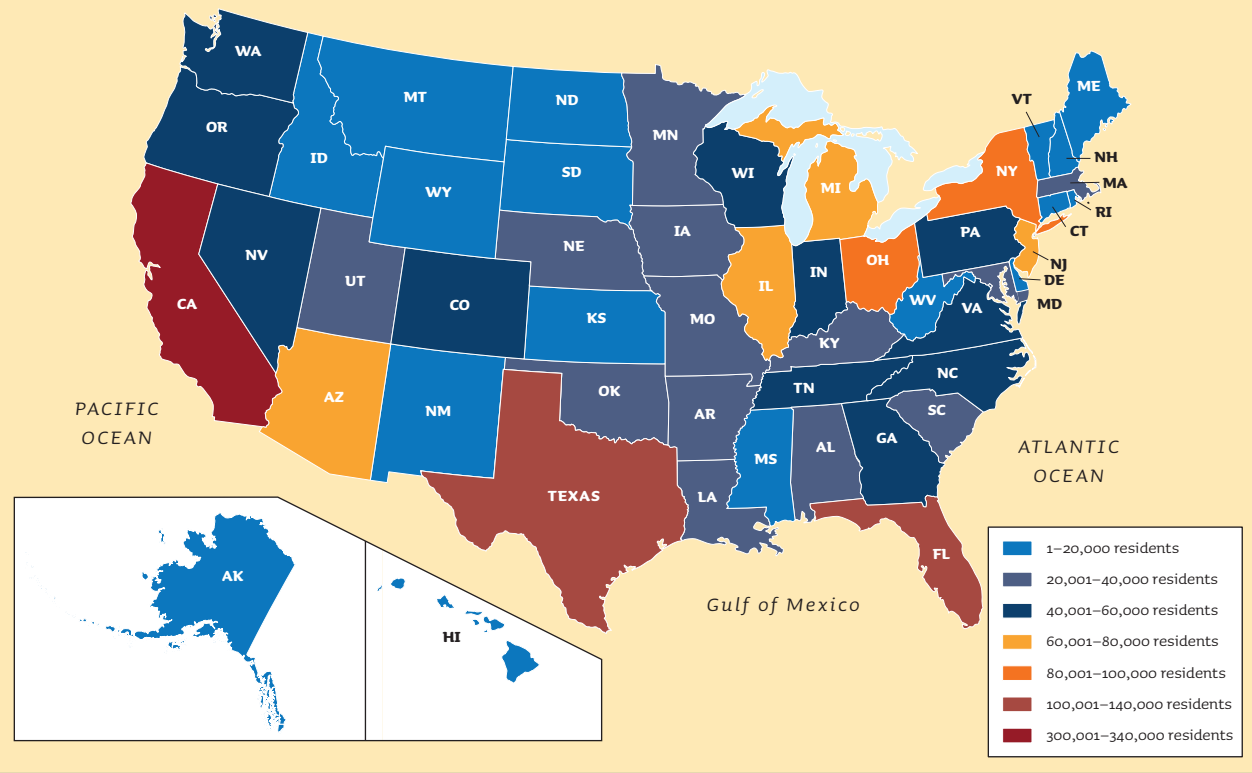 WA
MT
ND
MN
ME
VT
OR
ID
SD
WI
MI
NY
NH
MA
RI
CT
WY
IA
PA
NE
NV
UT
CO
IL
IN
OH
NJ
DE
MD
WV
VA
CA
KS
MO
KY
NC
TN
AZ
NM
OK
AR
SC
PACIFIC
OCEAN
MS
AL
GA
ATLANTIC
OCEAN
TEXAS
LA
FL
Gulf of Mexico
AK
HI
1–20,000 residents
20,001–40,000 residents
40,001–60,000 residents
60,001–80,000 residents
80,001–100,000 residents
100,001–140,000 residents
300,001–340,000 residents